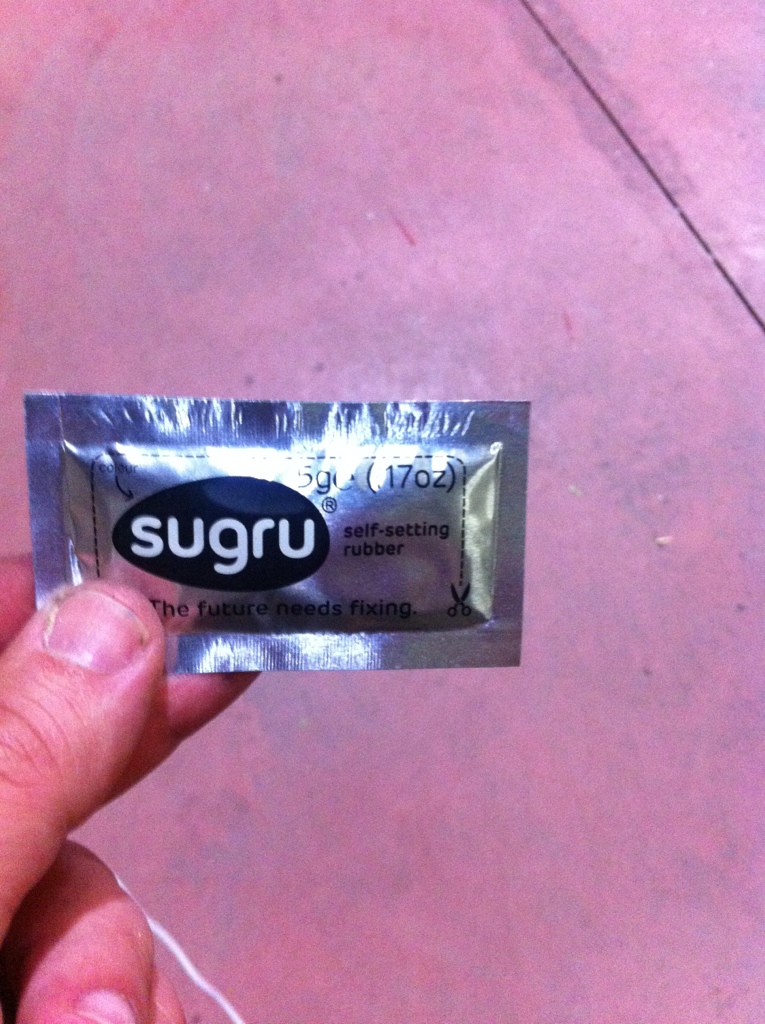 colour
5g℮ (.17oz)
sugru®
self-setting
rubber
The future needs fixing.